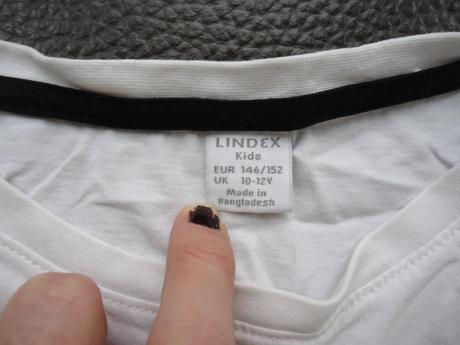 LINDEX
Kids
EUR 146/152
UK 10-12Y
Made in
Bangladesh